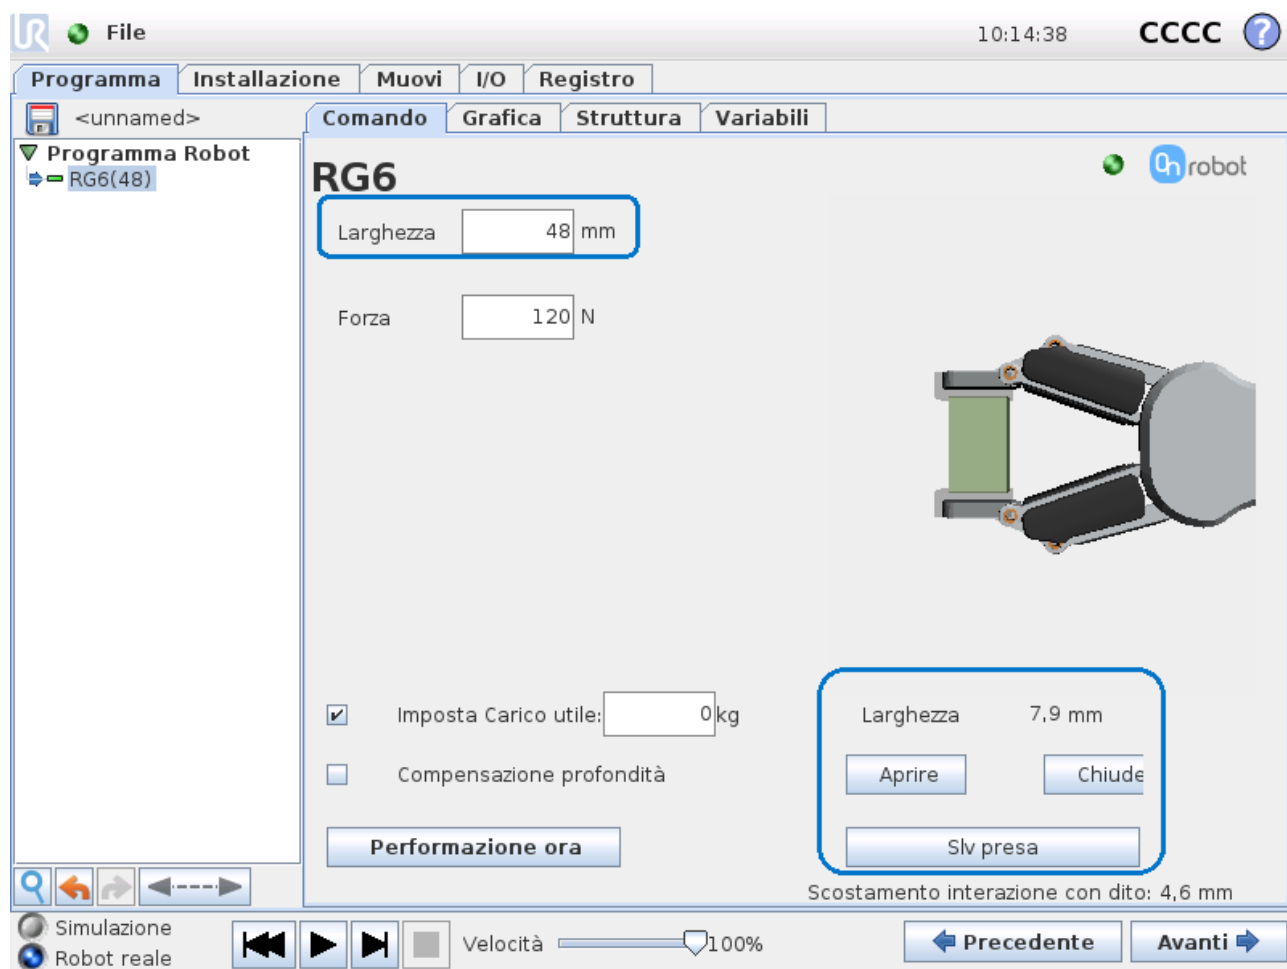 UR File 10:14:38 CCCC ?
Programma Installazione Muovi I/O Registro
<unnamed> Comando Grafica Struttura Variabili
Programma Robot
RG6(48)
RG6 On robot
Larghezza 48 mm
Forza 120 N
Imposta Carico utile: 0 kg Larghezza 7,9 mm
Compensazione profondità Aprire Chiude
Performazione ora Slv presa
Scostamento interazione con dito: 4,6 mm
Simulazione
Robot reale
Velocità 100% Precedente Avanti